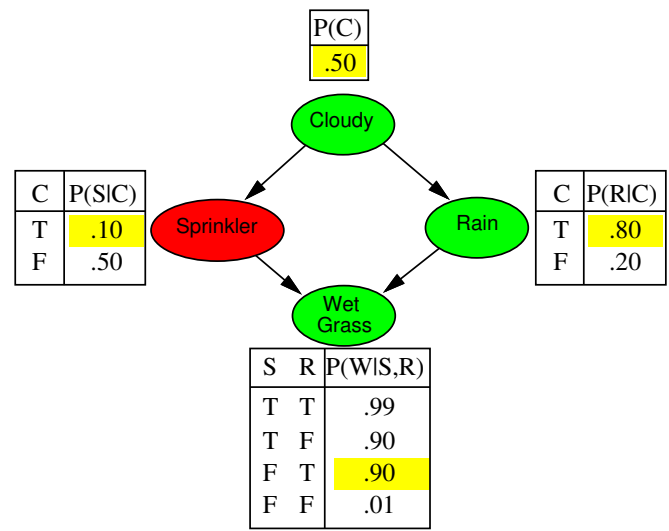 P(C)
.50
Cloudy
C P(S|C)
T .10
F .50
Sprinkler
Rain
C P(R|C)
T .80
F .20
Wet
Grass
S R P(W|S,R)
T T .99
T F .90
F T .90
F F .01